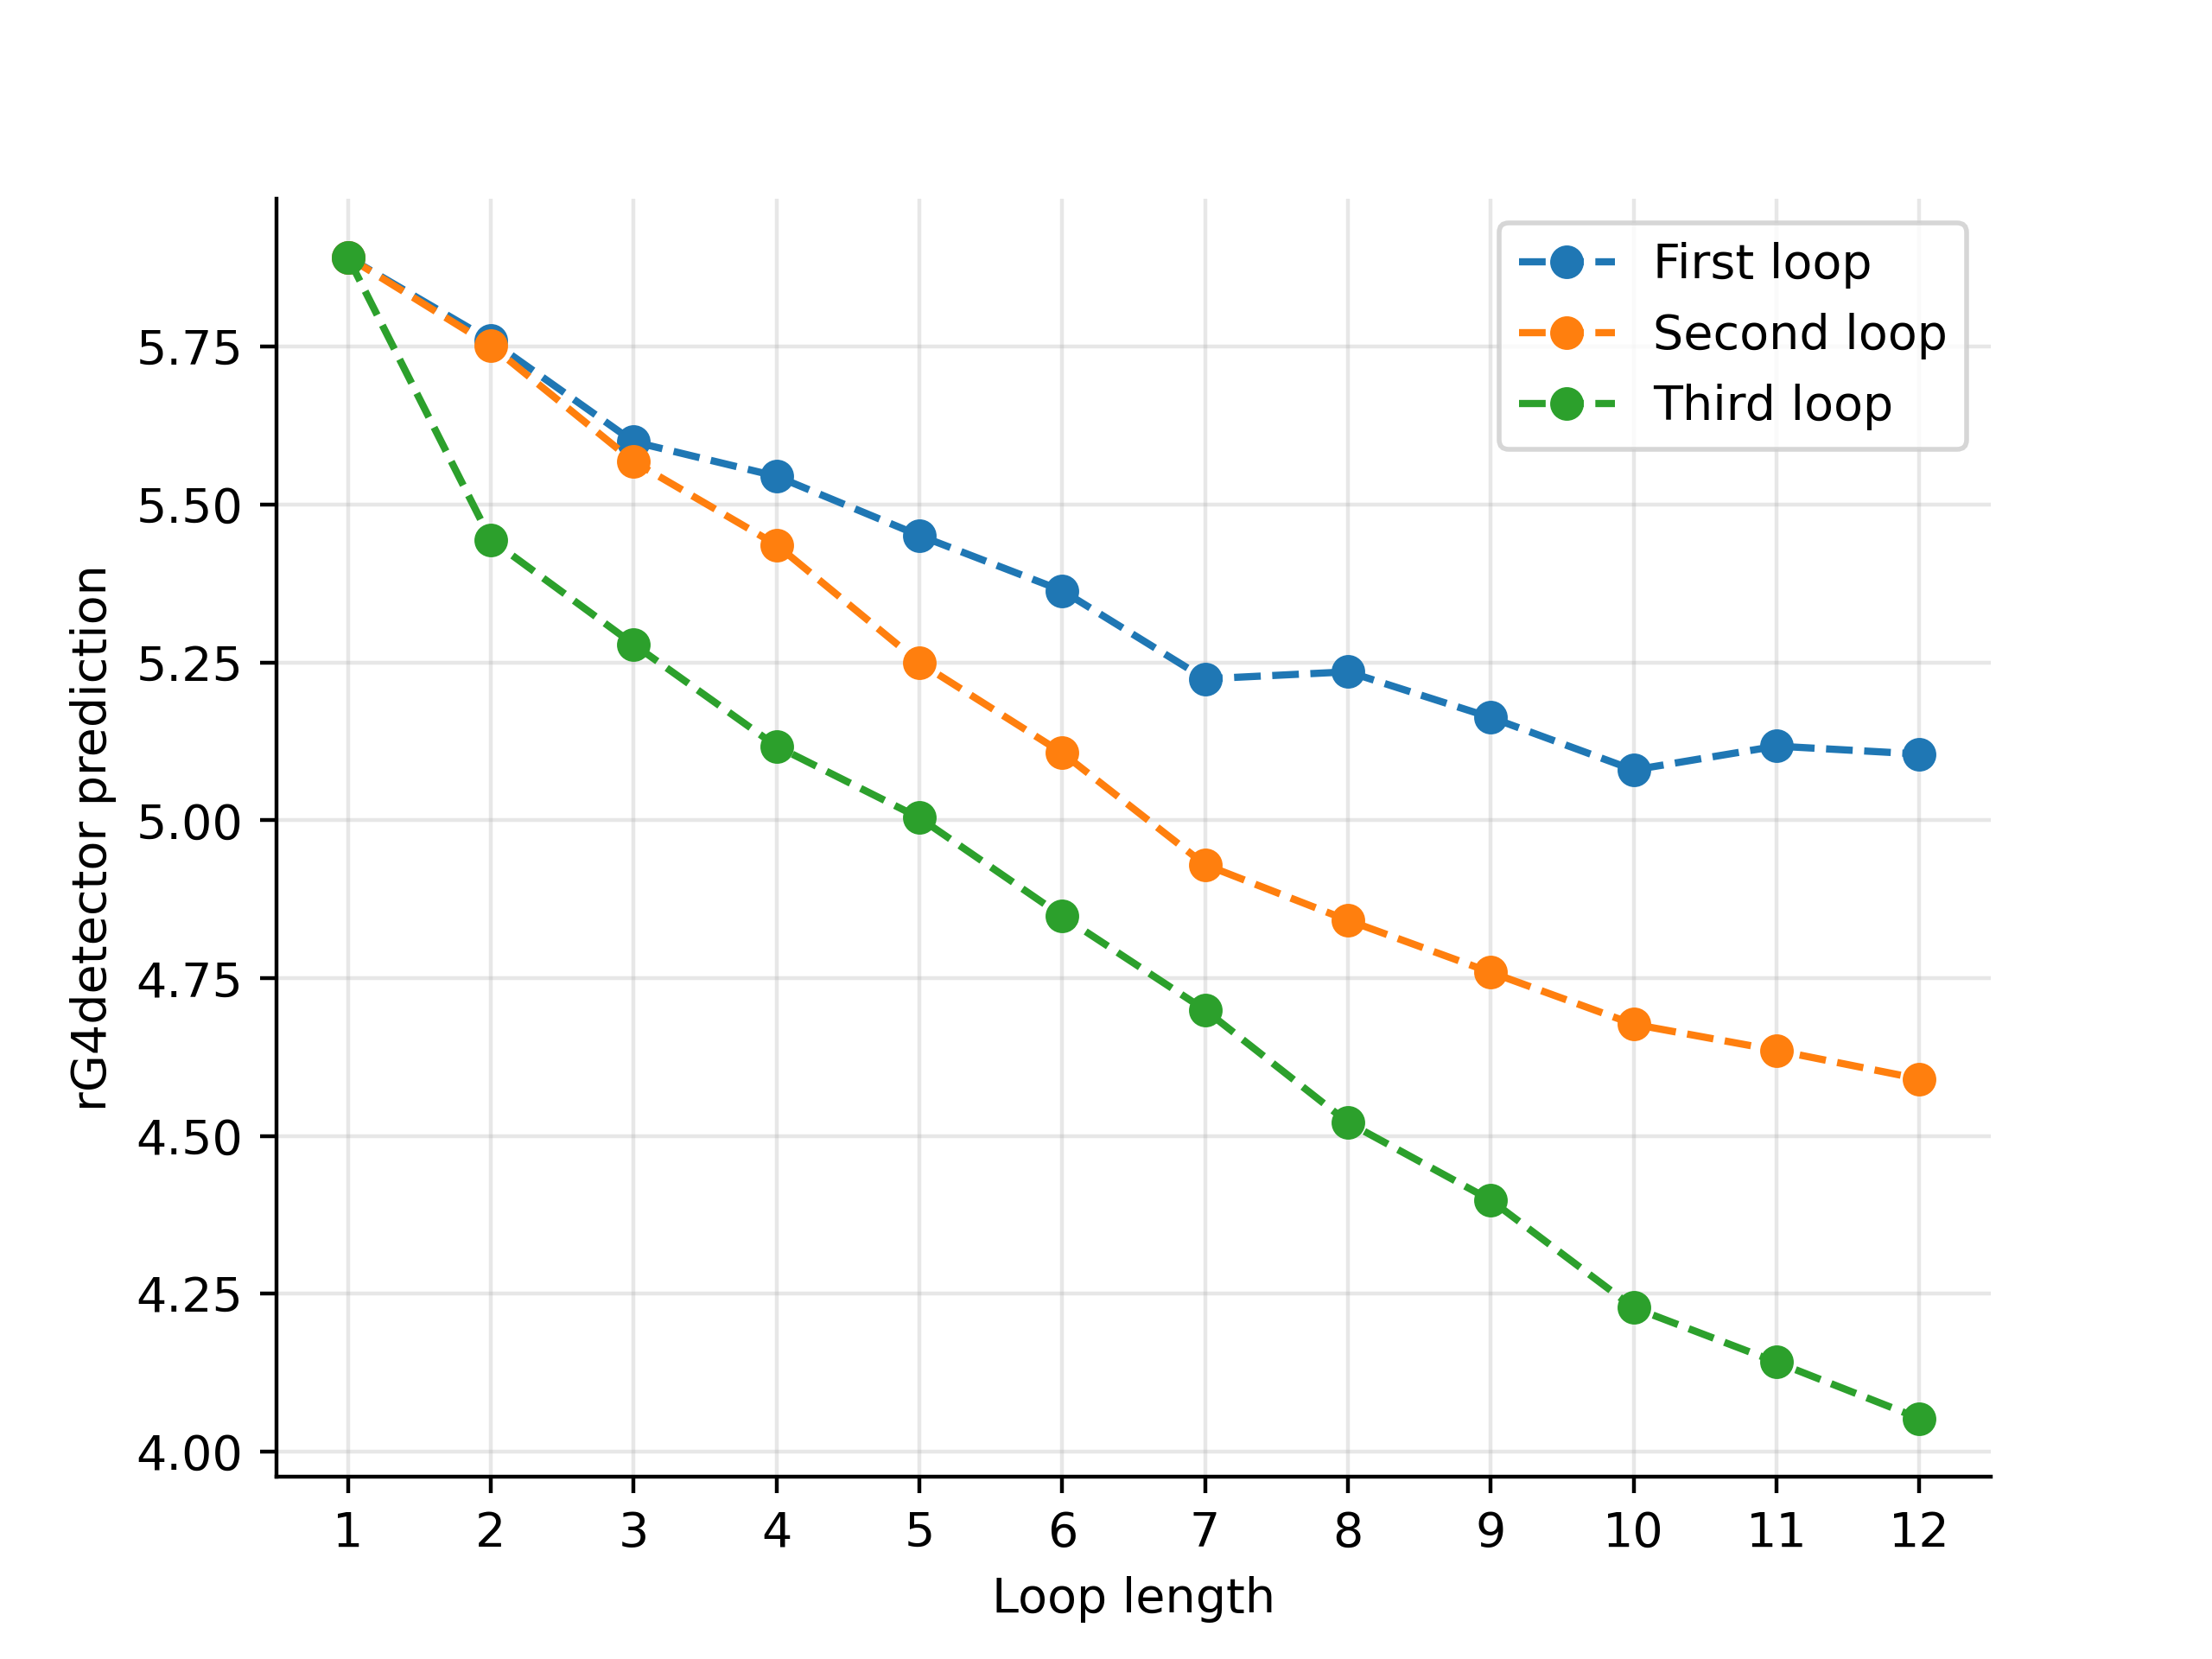 First loop
Second loop
Third loop
rG4detector prediction
5.75
5.50
5.25
5.00
4.75
4.50
4.25
4.00
1 2 3 4 5 6 7 8 9 10 11 12
Loop length